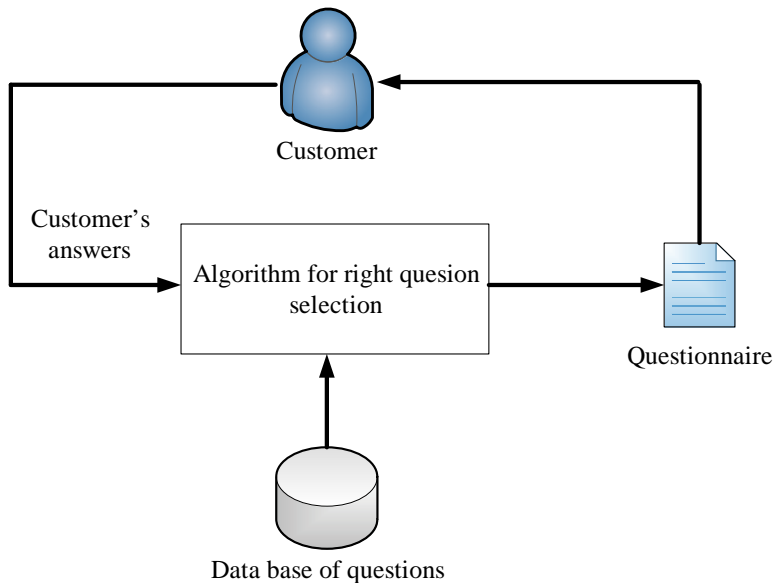 Customer
Customer's
answers
Algorithm for right quesion
selection
Questionnaire
Data base of questions